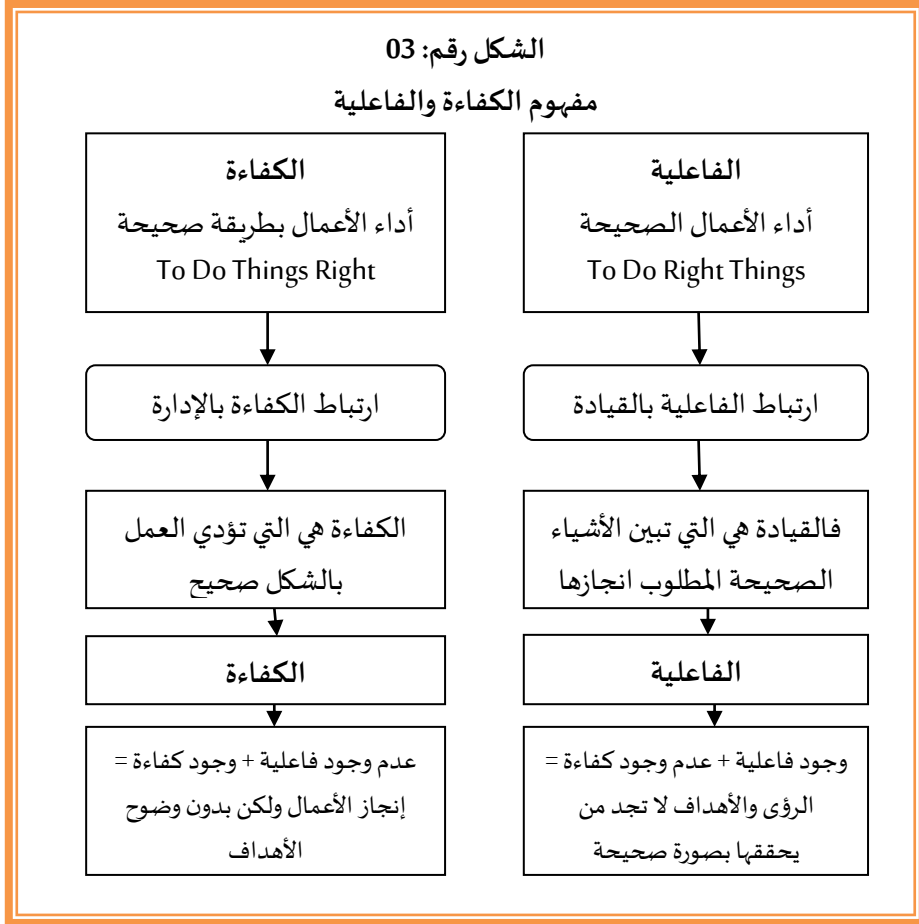 الشكل رقم: 03
مفهوم الكفاءة والفاعلية
الفاعلية
أداء الأعمال الصحيحة
To Do Right Things
ارتباط الفاعلية بالقيادة
فالقيادة هي التي تبين الأشياء
الصحيحة المطلوب انجازها
الفاعلية
وجود فاعلية + عدم وجود كفاءة =
الرؤى والأهداف لا تجد من
يحققها بصورة صحيحة
الكفاءة
أداء الأعمال بطريقة صحيحة
To Do Things Right
ارتباط الكفاءة بالإدارة
الكفاءة هي التي تؤدي العمل
بالشكل صحيح
الكفاءة
عدم وجود فاعلية + وجود كفاءة =
إنجاز الأعمال ولكن بدون وضوح
الأهداف